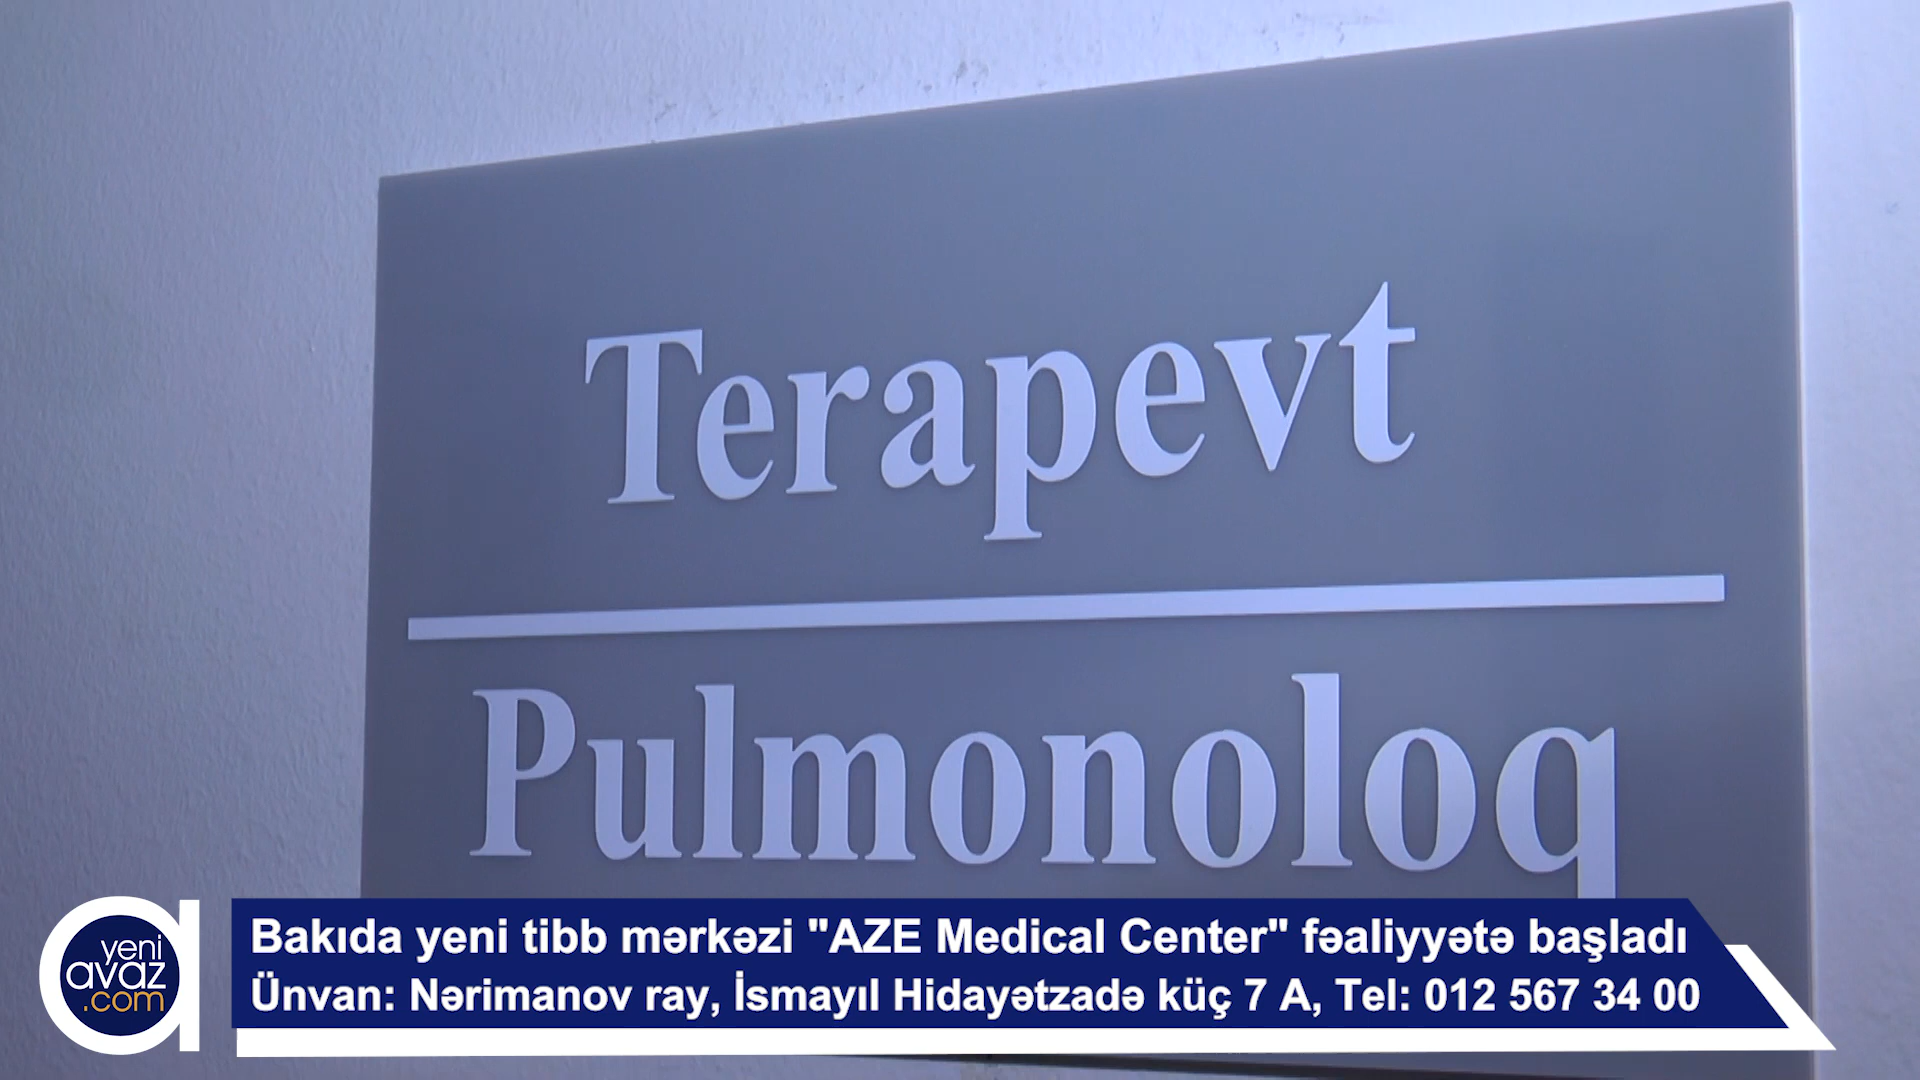 Terapevt
Pulmonoloq
yeni
avaz
.com
Bakıda yeni tibb mərkəzi "AZE Medical Center" fəaliyyətə başladı
Ünvan: Nərimanov ray, İsmayıl Hidayətzadə küç 7 A, Tel: 012 567 34 00